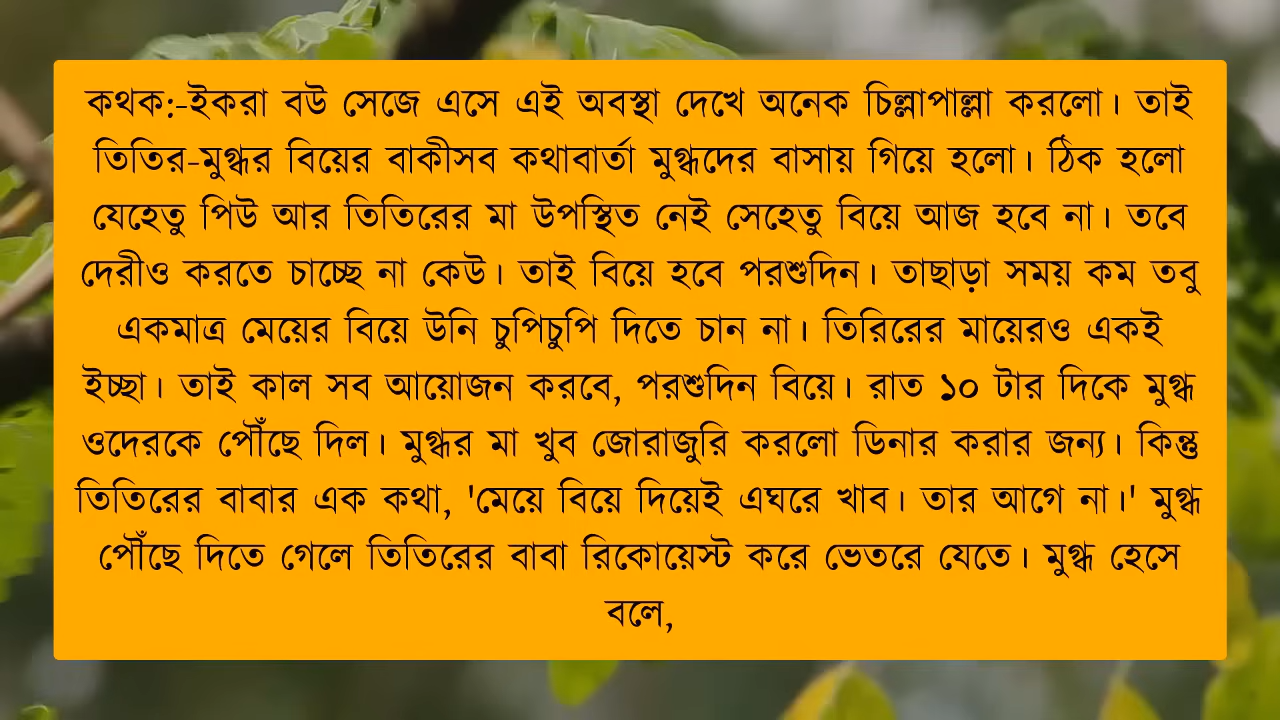 কথক:-ইকরা বউ সেজে এসে এই অবস্থা দেখে অনেক চিল্লাপাল্লা করলো। তাই
তিতির-মুগ্ধর বিয়ের বাকীসব কথাবার্তা মুগ্ধদের বাসায় গিয়ে হলো। ঠিক হলো
যেহেতু পিউ আর তিতিরের মা উপস্থিত নেই সেহেতু বিয়ে আজ হবে না। তবে
দেরীও করতে চাচ্ছে না কেউ। তাই বিয়ে হবে পরশুদিন। তাছাড়া সময় কম তবু
একমাত্র মেয়ের বিয়ে উনি চুপিচুপি দিতে চান না। তিরিরের মায়েরও একই
ইচ্ছা। তাই কাল সব আয়োজন করবে, পরশুদিন বিয়ে। রাত ১০ টার দিকে মুগ্ধ
ওদেরকে পৌঁছে দিল। মুগ্ধর মা খুব জোরাজুরি করলো ডিনার করার জন্য। কিন্তু
তিতিরের বাবার এক কথা, 'মেয়ে বিয়ে দিয়েই এঘরে খাব। তার আগে না।' মুগ্ধ
পৌঁছে দিতে গেলে তিতিরের বাবা রিকোয়েস্ট করে ভেতরে যেতে। মুগ্ধ হেসে
বলে,